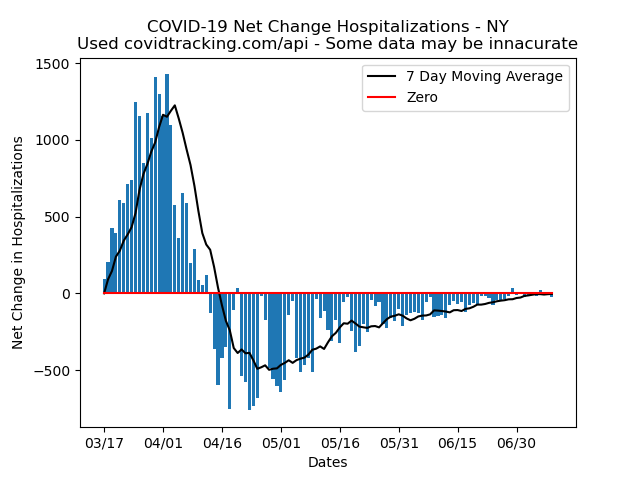 COVID-19 Net Change Hospitalizations - NY
Used covidtracking.com/api - Some data may be innacurate
7 Day Moving Average
Zero
Net Change in Hospitalizations
1500
1000
500
0
−500
03/17 04/01 04/16 05/01 05/16 05/31 06/15 06/30
Dates